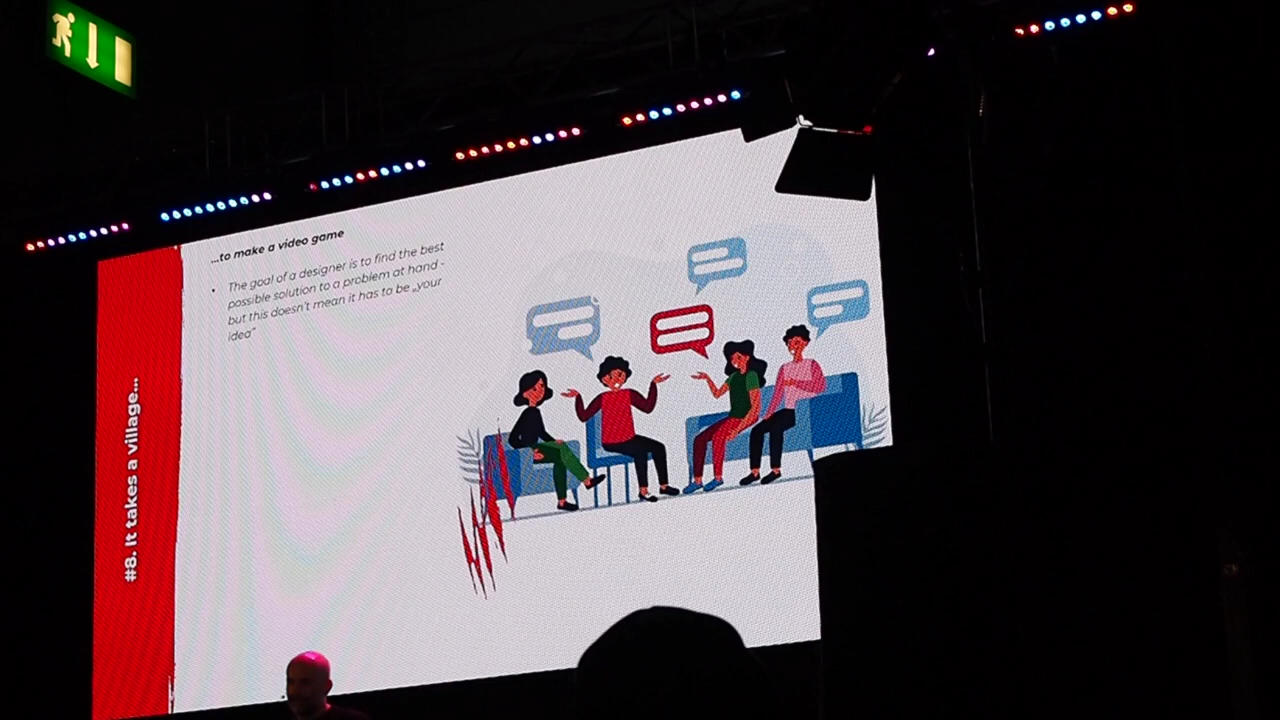 #8. It takes a village...
...to make a video game
• The goal of a designer is to find the best
possible solution to a problem at hand -
but this doesn't mean it has to be „your
idea”